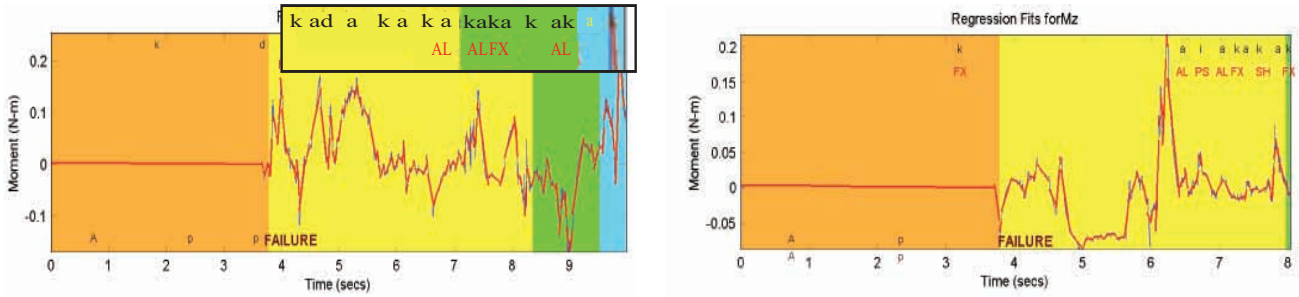 F
k ad a k a k a kaka k ak a
AL ALFX AL
k d
Moment (N-m)
0.1
0
-0.1
A p p FAILURE
0 1 2 3 4 5 6 7 8 9
Time (secs)
Regression Fits forMz
k a i a k a k a k
FX AL PS AL FX SH FX
Moment (N-m)
0.2
0.15
0.1
0.05
0
-0.05
FAILURE
0 1 2 3 4 5 6 7 8
A p
A p
Time (secs)